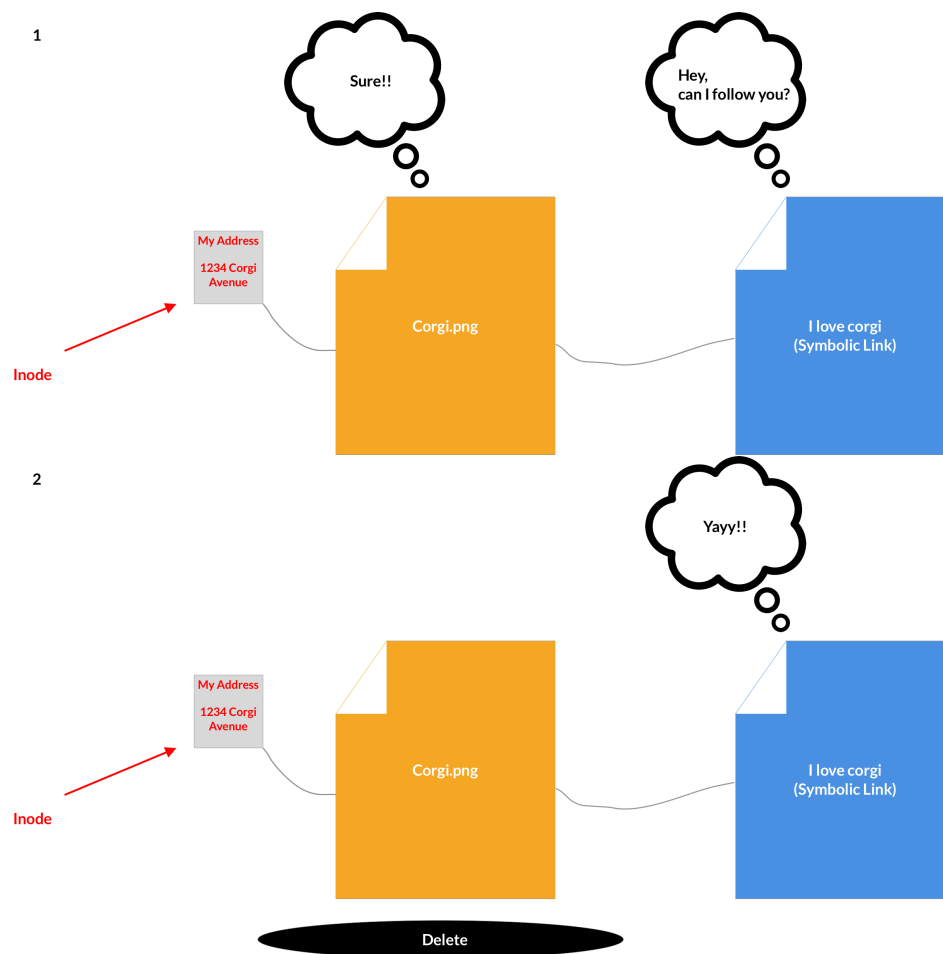 1
Sure!!
Hey,
can I follow you?
My Address
1234 Corgi
Avenue
Corgi.png
I love corgi
(Symbolic Link)
Inode
2
Yayy!!
My Address
1234 Corgi
Avenue
Corgi.png
I love corgi
(Symbolic Link)
Inode
Delete